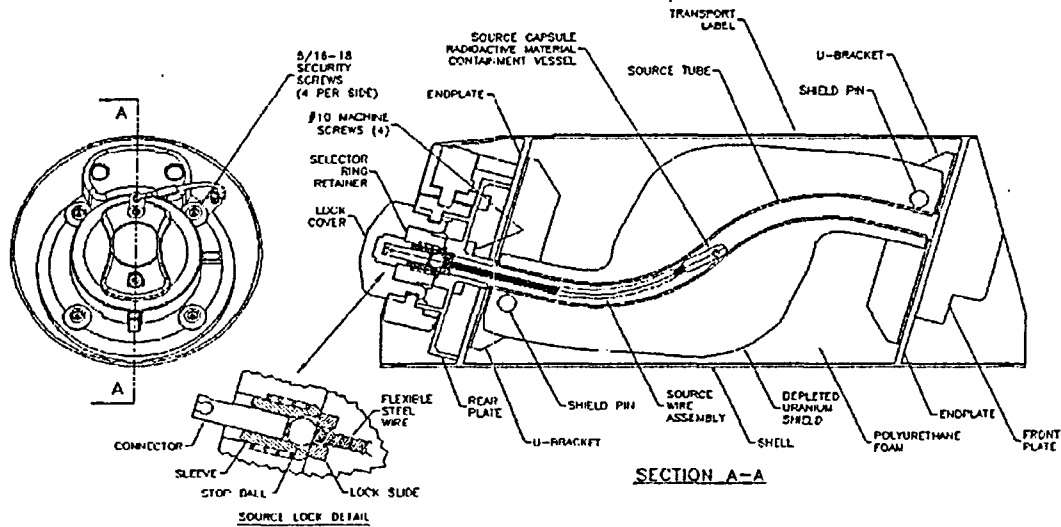 A
A
5/16-18
SECURITY
SCREWS
(4 PER SIDE)
#10 MACHINE
SCREWS (4)
SELECTOR
RING
RETAINER
LOCK
COVER
ENDPLATE
SOURCE CAPSULE
RADIOACTIVE MATERIAL
CONTAINMENT VESSEL
SOURCE TUBE
TRANSPORT
LABEL
SHIELD PIN
U-BRACKET
CONNECTOR
SLEEVE
STOP BALL
LOCK SLIDE
FLEXIBLE
STEEL
WIRE
SOURCE LOCK DETAIL
REAR
PLATE
U-BRACKET
SHIELD PIN
SOURCE
WIRE
ASSEMBLY
SHELL
DEPLETED
URANIUM
SHIELD
POLYURETHANE
FOAM
ENDPLATE
FRONT
PLATE
SECTION A-A